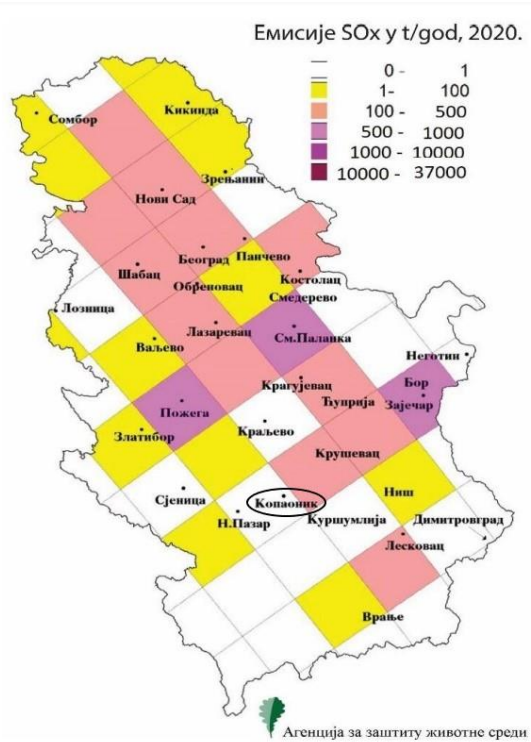 Емисије SOx у t/god, 2020.
0 - 1
1- 100
100 - 500
500 - 1000
1000 - 10000
10000 - 37000
Сомбор
Кикинда
Зрењанин
Нови Сад
Београд
Панчево
Шабац
Обреновац
Костолац
Смедерево
Лозница
Лазаревац
См.Паланка
Ваљево
Неготин
Бор
Крагујевац
Зајечар
Ћуприја
Пожега
Краљево
Златибор
Крушевац
Сјеница
Копаоник
Ниш
Н.Пазар
Куршумлија
Димитровград
Лесковац
Врање
Агенција за заштиту животне среди